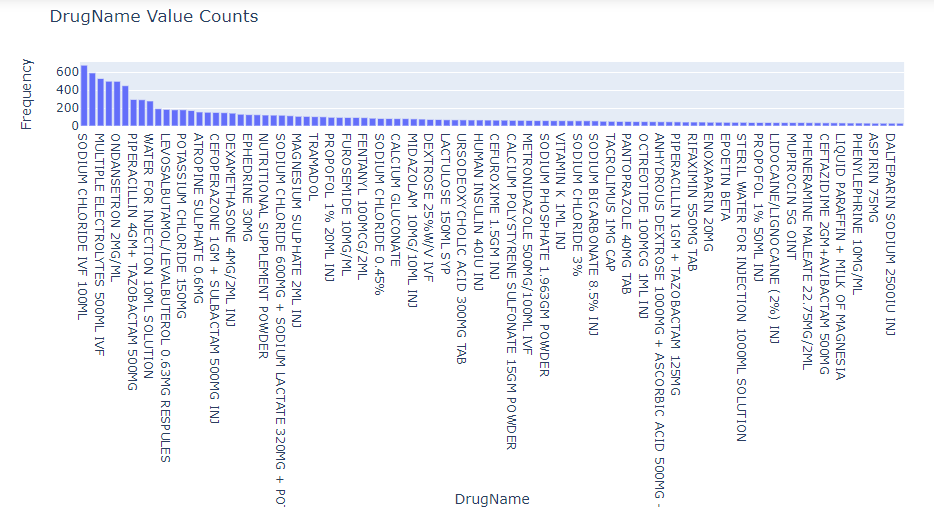 DrugName Value Counts
Frequency
600
400
200
0
SODIUM CHLORIDE IVF 100ML
MULTIPLE ELECTROLYTES 500ML IVF
ONDANSETRON 2MG/ML
PIPERACILLIN 4GM+ TAZOBACTAM 500MG
WATER FOR INJECTION 10ML SOLUTION
LEVOSALBUTAMOL/LEVALBUTEROL 0.63MG RESPULES
POTASSIUM CHLORIDE 150MG
ATROPINE SULPHATE 0.6MG
CEFOPERAZONE 1GM + SULBACTAM 500MG INJ
DEXAMETHASONE 4MG/2ML INJ
EPHEDRINE 30MG
NUTRITIONAL SUPPLEMENT POWDER
SODIUM CHLORIDE 600MG + SODIUM LACTATE 320MG + POT
MAGNESIUM SULPHATE 2ML INJ
TRAMADOL
PROPOFOL 1% 20ML INJ
FUROSEMIDE 10MG/ML
FENTANYL 100MCG/2ML
SODIUM CHLORIDE 0.45%
CALCIUM GLUCONATE
MIDAZOLAM 10MG/10ML INJ
DEXTROSE 25%W/V IVF
LACTULOSE 150ML SYP
URSODEOXYCHOLIC ACID 300MG TAB
HUMAN INSULIN 40IU INJ
CEFUROXIME 1.5GM INJ
CALCIUM POLYSTYRENE SULFONATE 15GM POWDER
METRONIDAZOLE 500MG/100ML IVF
SODIUM PHOSPHATE 1.963GM POWDER
VITAMIN K 1ML INJ
SODIUM CHLORIDE 3%
SODIUM BICARBONATE 8.5% INJ
TACROLIMUS 1MG CAP
PANTOPRAZOLE 40MG TAB
OCTREOTIDE 100MCG 1ML INJ
ANHYDROUS DEXTROSE 1000MG + ASCORBIC ACID 500MG -
PIPERACILLIN 1GM + TAZOBACTAM 125MG
RIFAXIMIN 550MG TAB
ENOXAPARIN 20MG
EPOETIN BETA
STERIL WATER FOR INJECTION 1000ML SOLUTION
PROPOFOL 1% 50ML INJ
LIDOCAINE/LIGNOCAINE (2%) INJ
MUPIROCIN 5G OINT
PHENERAMINE MALEATE 22.75MG/2ML
CEFTAZIDIME 2GM+AVIBACTAM 500MG
LIQUID PARAFFIN + MILK OF MAGNESIA
PHENYLEPHRINE 10MG/ML
ASPIRIN 75MG
DALTEPARIN SODIUM 2500IU INJ
DrugName